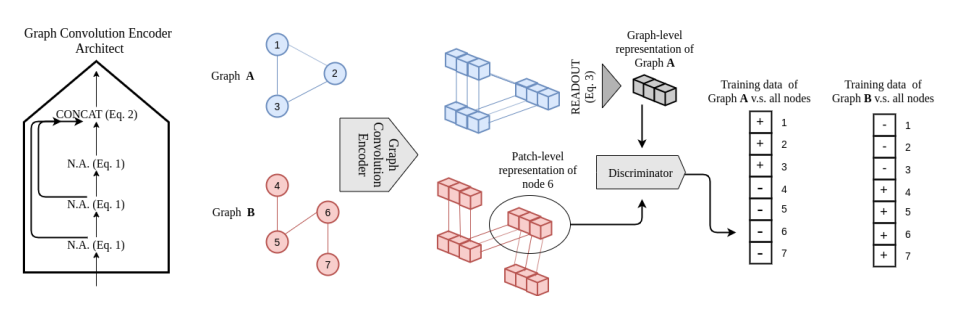 Graph Convolution Encoder
Architect
CONCAT (Eq. 2)
N.A. (Eq. 1)
N.A. (Eq. 1)
N.A. (Eq. 1)
Graph A
1
2
3
Graph B
4
5
6
7
Graph
Convolution
Encoder
READOUT
(Eq. 3)
Graph-level
representation of
Graph A
Patch-level
representation of
node 6
Discriminator
Training data of
Graph A v.s. all nodes
+ 1
+ 2
+ 3
- 4
- 5
- 6
- 7
Training data of
Graph B v.s. all nodes
- 1
- 2
- 3
+ 4
+ 5
+ 6
+ 7